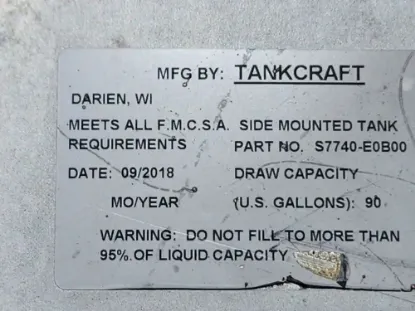 MFG BY: TANKCRAFT
DARIEN, WI
MEETS ALL F.M.C.S.A. SIDE MOUNTED TANK
REQUIREMENTS PART NO. S7740-E0B00
DATE: 09/2018 DRAW CAPACITY
MO/YEAR (U.S. GALLONS): 90
WARNING: DO NOT FILL TO MORE THAN
95% OF LIQUID CAPACITY